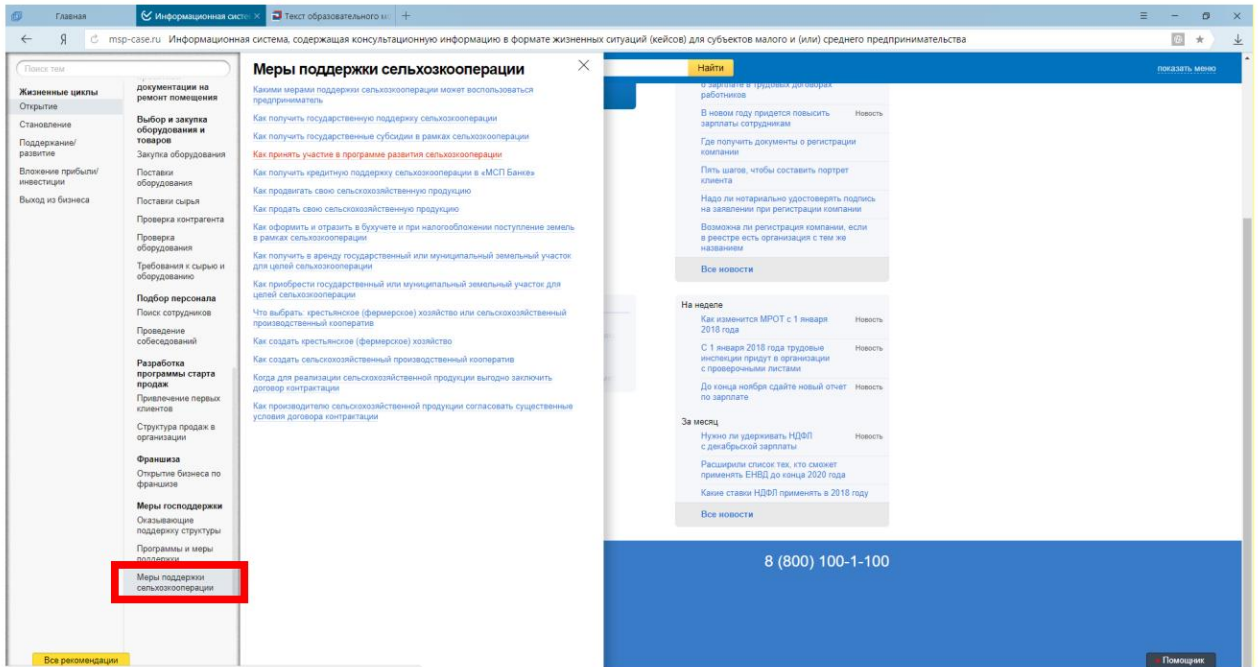 Главная
Информационная систе
Текст образовательного мо
msp-case.ru Информационная система, содержащая консультационную информацию в формате жизненных ситуаций (кейсов) для субъектов малого и (или) среднего предпринимательства
Поиск тем
Жизненные циклы
Открытие
Становление
Поддержание/
развитие
Вложение прибыли/
инвестиции
Выход из бизнеса
Все рекомендации
документации на
ремонт помещения
Выбор и закупка
оборудования и
товаров
Закупка оборудования
Поставки
оборудования
Поставки сырья
Проверка контрагента
Проверка
оборудования
Требования к сырью и
оборудованию
Подбор персонала
Поиск сотрудников
Проведение
собеседований
Разработка
программы старта
продаж
Привлечение первых
клиентов
Структура продаж в
организации
Франшиза
Открытие бизнеса по
франшизе
Меры господдержки
Оказывающие
поддержку структуры
Программы и меры
поддержки
Меры поддержки
сельхозкооперации
Меры поддержки сельхозкооперации
Какими мерами поддержки сельхозкооперации может воспользоваться
предприниматель
Как получить государственную поддержку сельхозкооперации
Как получить государственные субсидии в рамках сельхозкооперации
Как принять участие в программе развития сельхозкооперации
Как получить кредитную поддержку сельхозкооперации в «МСП Банке»
Как продвигать свою сельскохозяйственную продукцию
Как продать свою сельскохозяйственную продукцию
Как оформить и отразить в бухучете и при налогообложении поступление земель
в рамках сельхозкооперации
Как получить в аренду государственный или муниципальный земельный участок
для целей сельхозкооперации
Как приобрести государственный или муниципальный земельный участок для
целей сельхозкооперации
Что выбрать: крестьянское (фермерское) хозяйство или сельскохозяйственный
производственный кооператив
Как создать крестьянское (фермерское) хозяйство
Как создать сельскохозяйственный производственный кооператив
Когда для реализации сельскохозяйственной продукции выгодно заключить
договор контрактации
Как производителю сельскохозяйственной продукции согласовать существенные
условия договора контрактации
Найти
показать меню
о зарплате в трудовых договорах
работников
В новом году придется повысить Новость
зарплаты сотрудникам
Где получить документы о регистрации
компании
Пять шагов, чтобы составить портрет
клиента
Надо ли нотариально удостоверять подпись
на заявлении при регистрации компании
Возможна ли регистрация компании, если
в реестре есть организация с тем же
названием
Все новости
На неделе
Как изменится МРОТ с 1 января Новость
2018 года
С 1 января 2018 года трудовые Новость
инспекции придут в организации
с проверочными листами
До конца ноября сдайте новый отчет Новость
по зарплате
За месяц
Нужно ли удерживать НДФЛ Новость
с декабрьской зарплаты
Расширили список тех, кто сможет
применять ЕНВД до конца 2020 года
Какие ставки НДФЛ применять в 2018 году
Все новости
8 (800) 100-1-100
Помощник